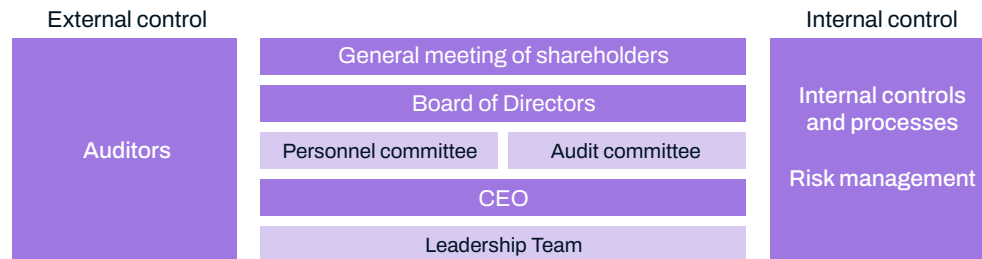 External control
Internal control
General meeting of shareholders
Board of Directors
Auditors
Personnel committee
Audit committee
CEO
Leadership Team
Internal controls
and processes
Risk management